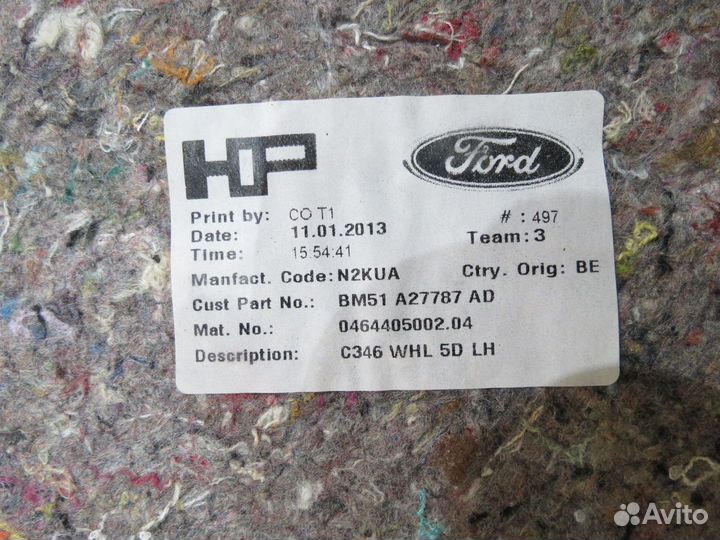 HP Ford
Print by: CO T1 # : 497
Date: 11.01.2013 Team: 3
Time: 15:54:41
Manfact. Code: N2KUA Ctry. Orig: BE
Cust Part No.: BM51 A27787 AD
Mat. No.: 0464405002.04
Description: C346 WHL 5D LH
Avito